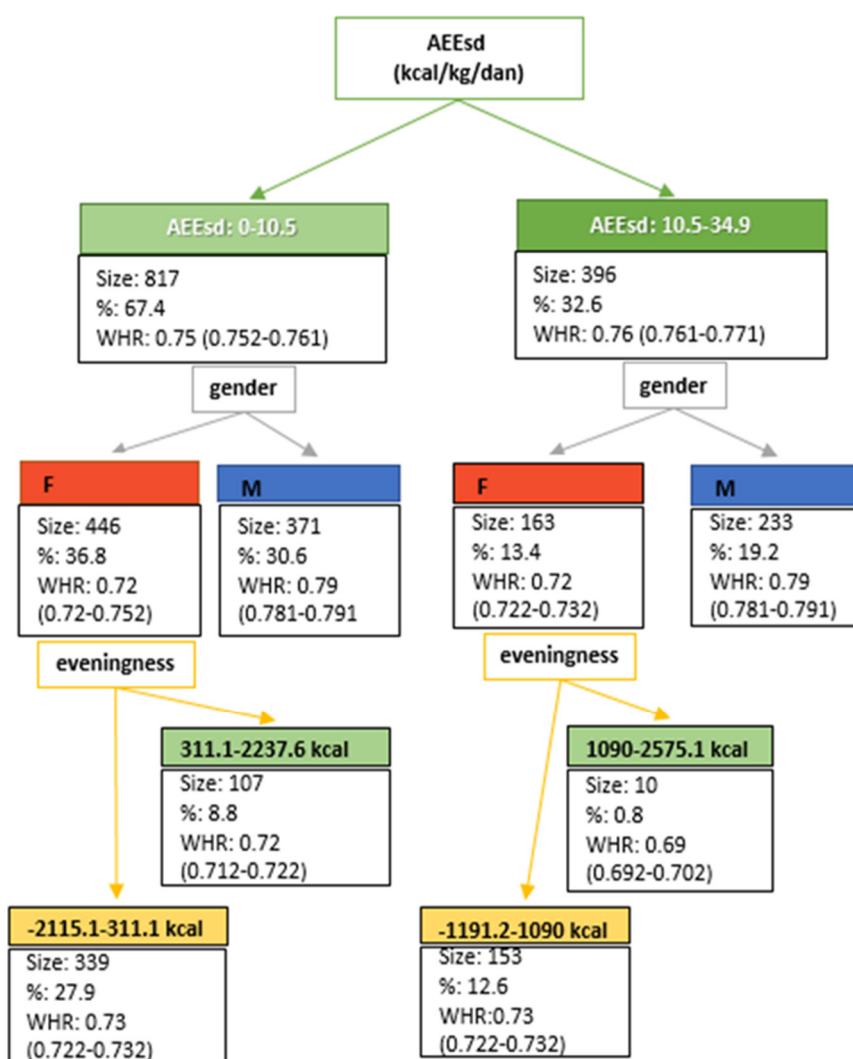 AEEsd
(kcal/kg/dan)
AEEsd: 0-10.5
Size: 817
%: 67.4
WHR: 0.75 (0.752-0.761)
AEEsd: 10.5-34.9
Size: 396
%: 32.6
WHR: 0.76 (0.761-0.771)
gender
gender
F
Size: 446
%: 36.8
WHR: 0.72
(0.72-0.752)
M
Size: 371
%: 30.6
WHR: 0.79
(0.781-0.791
F
Size: 163
%: 13.4
WHR: 0.72
(0.722-0.732)
M
Size: 233
%: 19.2
WHR: 0.79
(0.781-0.791)
eveningness
eveningness
311.1-2237.6 kcal
Size: 107
%: 8.8
WHR: 0.72
(0.712-0.722)
1090-2575.1 kcal
Size: 10
%: 0.8
WHR: 0.69
(0.692-0.702)
-2115.1-311.1 kcal
Size: 339
%: 27.9
WHR: 0.73
(0.722-0.732)
-1191.2-1090 kcal
Size: 153
%: 12.6
WHR:0.73
(0.722-0.732)